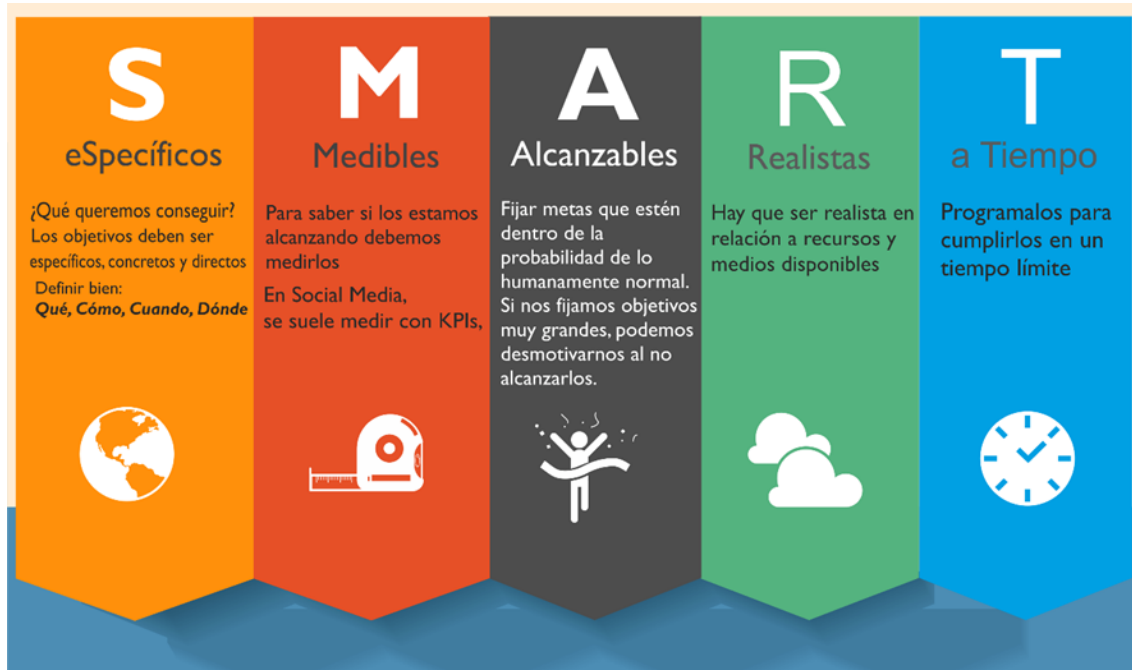 S
eSpecíficos
¿Qué queremos conseguir?
Los objetivos deben ser
específicos, concretos y directos
Definir bien:
Qué, Cómo, Cuando, Dónde
M
Medibles
Para saber si los estamos
alcanzando debemos
medirlos
En Social Media,
se suele medir con KPIs,
A
Alcanzables
Fijar metas que estén
dentro de la
probabilidad de lo
humanamente normal.
Si nos fijamos objetivos
muy grandes, podemos
desmotivarnos al no
alcanzarlos.
R
Realistas
Hay que ser realista en
relación a recursos y
medios disponibles
T
a Tiempo
Programalos para
cumplirlos en un
tiempo límite